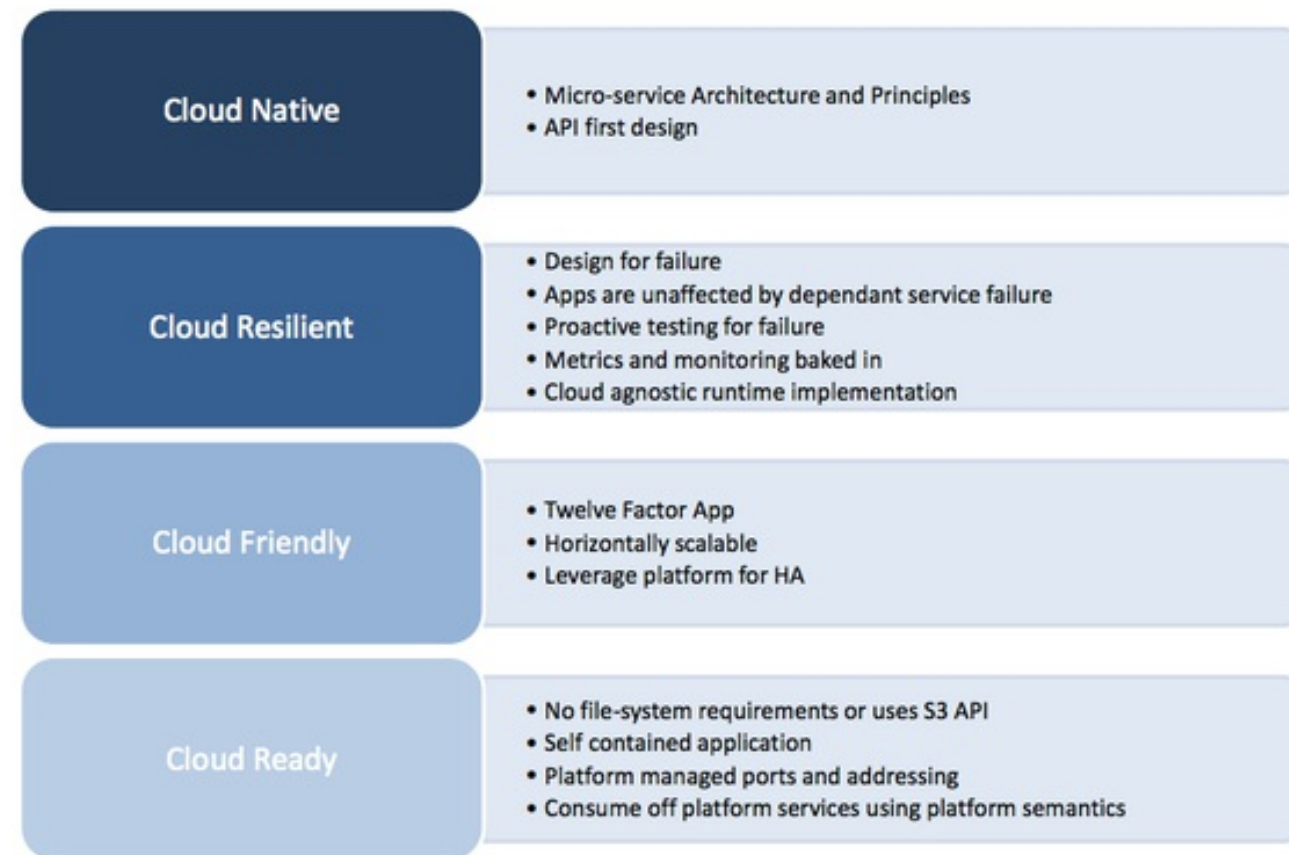 Cloud Native
• Micro-service Architecture and Principles
• API first design
Cloud Resilient
• Design for failure
• Apps are unaffected by dependant service failure
• Proactive testing for failure
• Metrics and monitoring baked in
• Cloud agnostic runtime implementation
Cloud Friendly
• Twelve Factor App
• Horizontally scalable
• Leverage platform for HA
Cloud Ready
• No file-system requirements or uses S3 API
• Self contained application
• Platform managed ports and addressing
• Consume off platform services using platform semantics